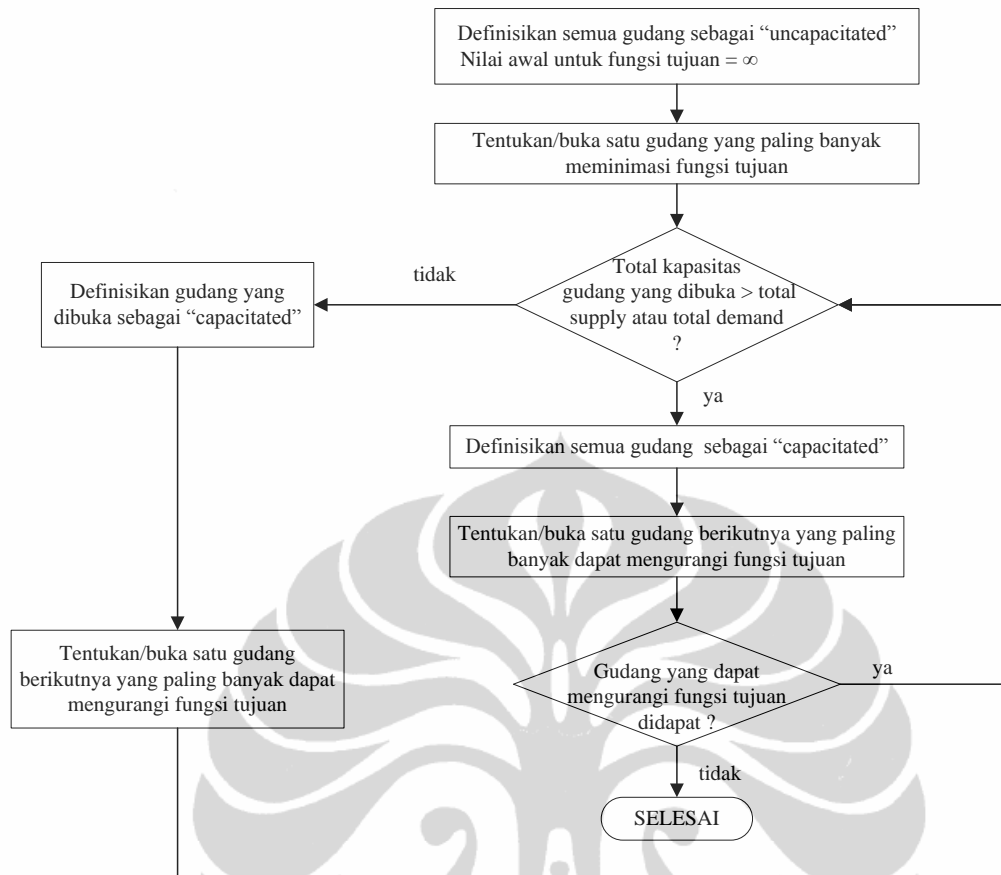 Definisikan semua gudang sebagai “uncapacitated”
Nilai awal untuk fungsi tujuan = ∞
Tentukan/buka satu gudang yang paling banyak
meminimasi fungsi tujuan
Total kapasitas
gudang yang dibuka > total
supply atau total demand
?
tidak
Definisikan gudang yang
dibuka sebagai “capacitated”
ya
Definisikan semua gudang sebagai “capacitated”
Tentukan/buka satu gudang berikutnya yang paling
banyak dapat mengurangi fungsi tujuan
Tentukan/buka satu gudang
berikutnya yang paling banyak dapat
mengurangi fungsi tujuan
Gudang yang dapat
mengurangi fungsi tujuan
didapat ?
ya
tidak
SELESAI